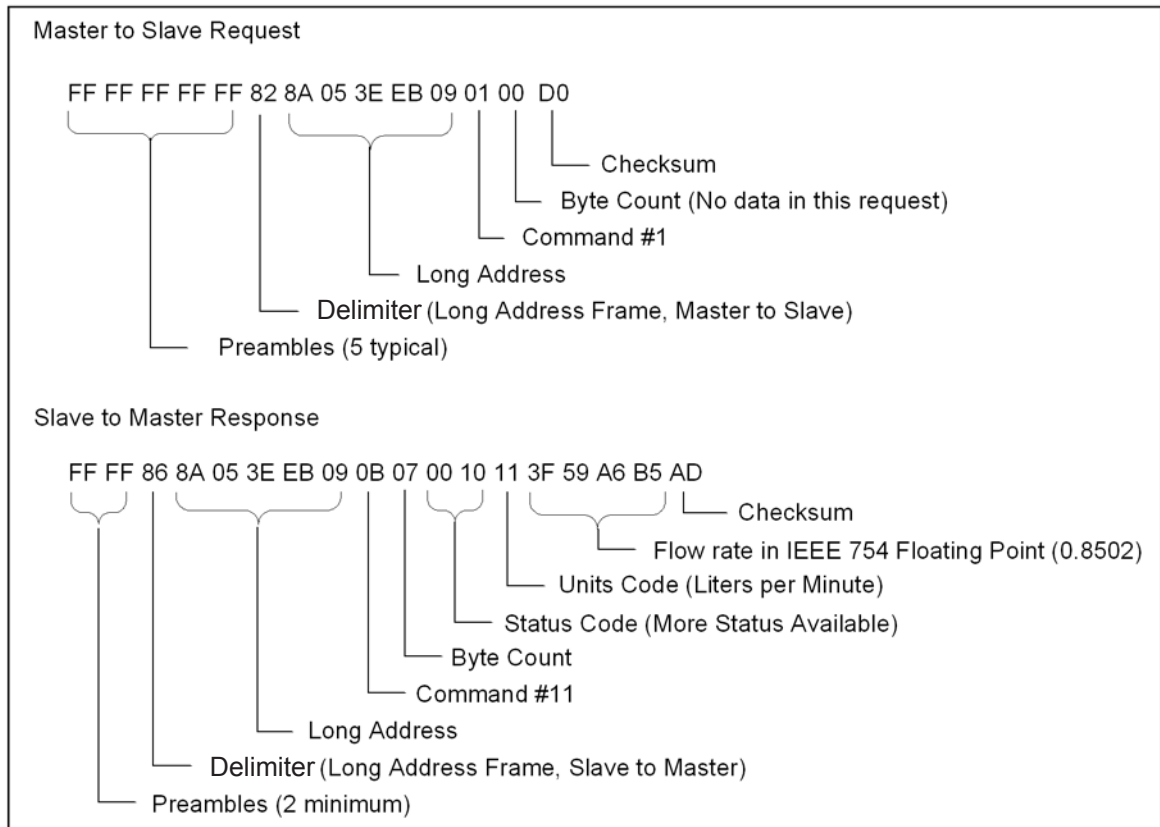 Master to Slave Request
FF FF FF FF FF 82 8A 05 3E EB 09 01 00 D0
Checksum
Byte Count (No data in this request)
Command #1
Long Address
Delimiter (Long Address Frame, Master to Slave)
Preambles (5 typical)
Slave to Master Response
FF FF 86 8A 05 3E EB 09 0B 07 00 10 11 3F 59 A6 B5 AD
Checksum
Flow rate in IEEE 754 Floating Point (0.8502)
Units Code (Liters per Minute)
Status Code (More Status Available)
Byte Count
Command #11
Long Address
Delimiter (Long Address Frame, Slave to Master)
Preambles (2 minimum)